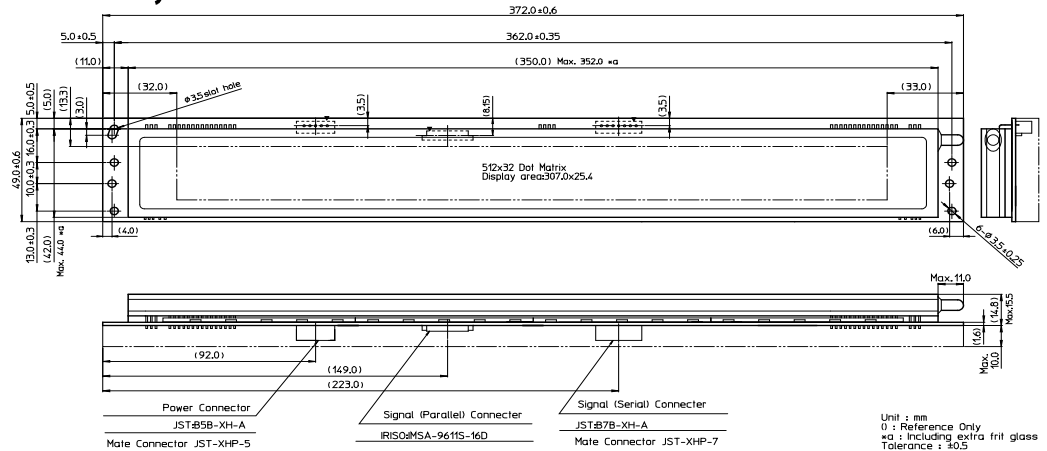 372.0±0.6
5.0±0.5
362.0±0.35
(11.0)
(350.0) Max. 352.0 *a
(32.0)
ø3.5 slot hole
(3.5)
(8.15)
(3.5)
(33.0)
5.0±0.5
(5.0)
(13.3)
(3.0)
49.0±0.6
16.0±0.3
10.0±0.3
13.0±0.3
(42.0)
Max. 44.0 *a
512x32 Dot Matrix
Display area:307.0x25.4
(4.0)
(6.0)
6-ø3.5±0.25
Max. 11.0
(14.8)
Max.15.5
(1.6)
Max.
10.0
(92.0)
(149.0)
(223.0)
Power Connector
JST:B5B-XH-A
Mate Connector JST-XHP-5
Signal (Parallel) Connecter
IRISO:IMSA-9611S-16D
Signal (Serial) Connecter
JST:B7B-XH-A
Mate Connector JST-XHP-7
Unit : mm
() : Reference Only
*a : Including extra frit glass
Tolerance : ±0.5